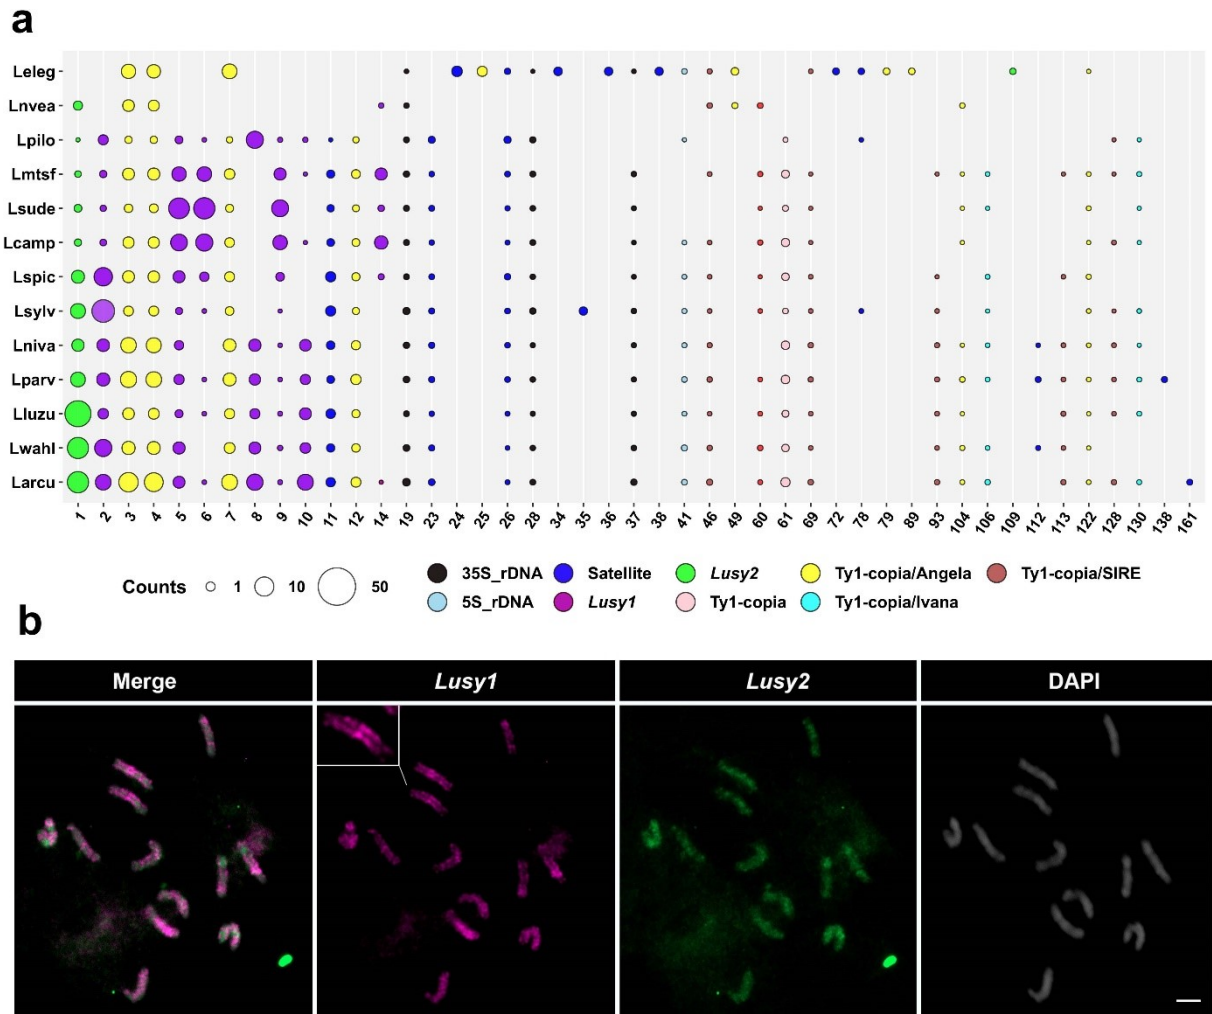 a
Leleg
Lnvea
Lpilo
Lmtsf
Lsude
Lcamp
Lspic
Lsylv
Lniva
Lparv
Lluzu
Lwahl
Larcu
1 2 3 4 5 6 7 8 9 10 11 12 14 19 23 24 25 26 28 34 35 36 37 38 41 46 49 60 61 69 72 78 79 89 93 104 106 109 112 113 122 128 130 138 161
Counts 1 10 50
35S_rDNA Satellite Lusy2 Ty1-copia/Angela Ty1-copia/SIRE
5S_rDNA Lusy1 Ty1-copia Ty1-copia/Ivana
b
Merge Lusy1 Lusy2 DAPI